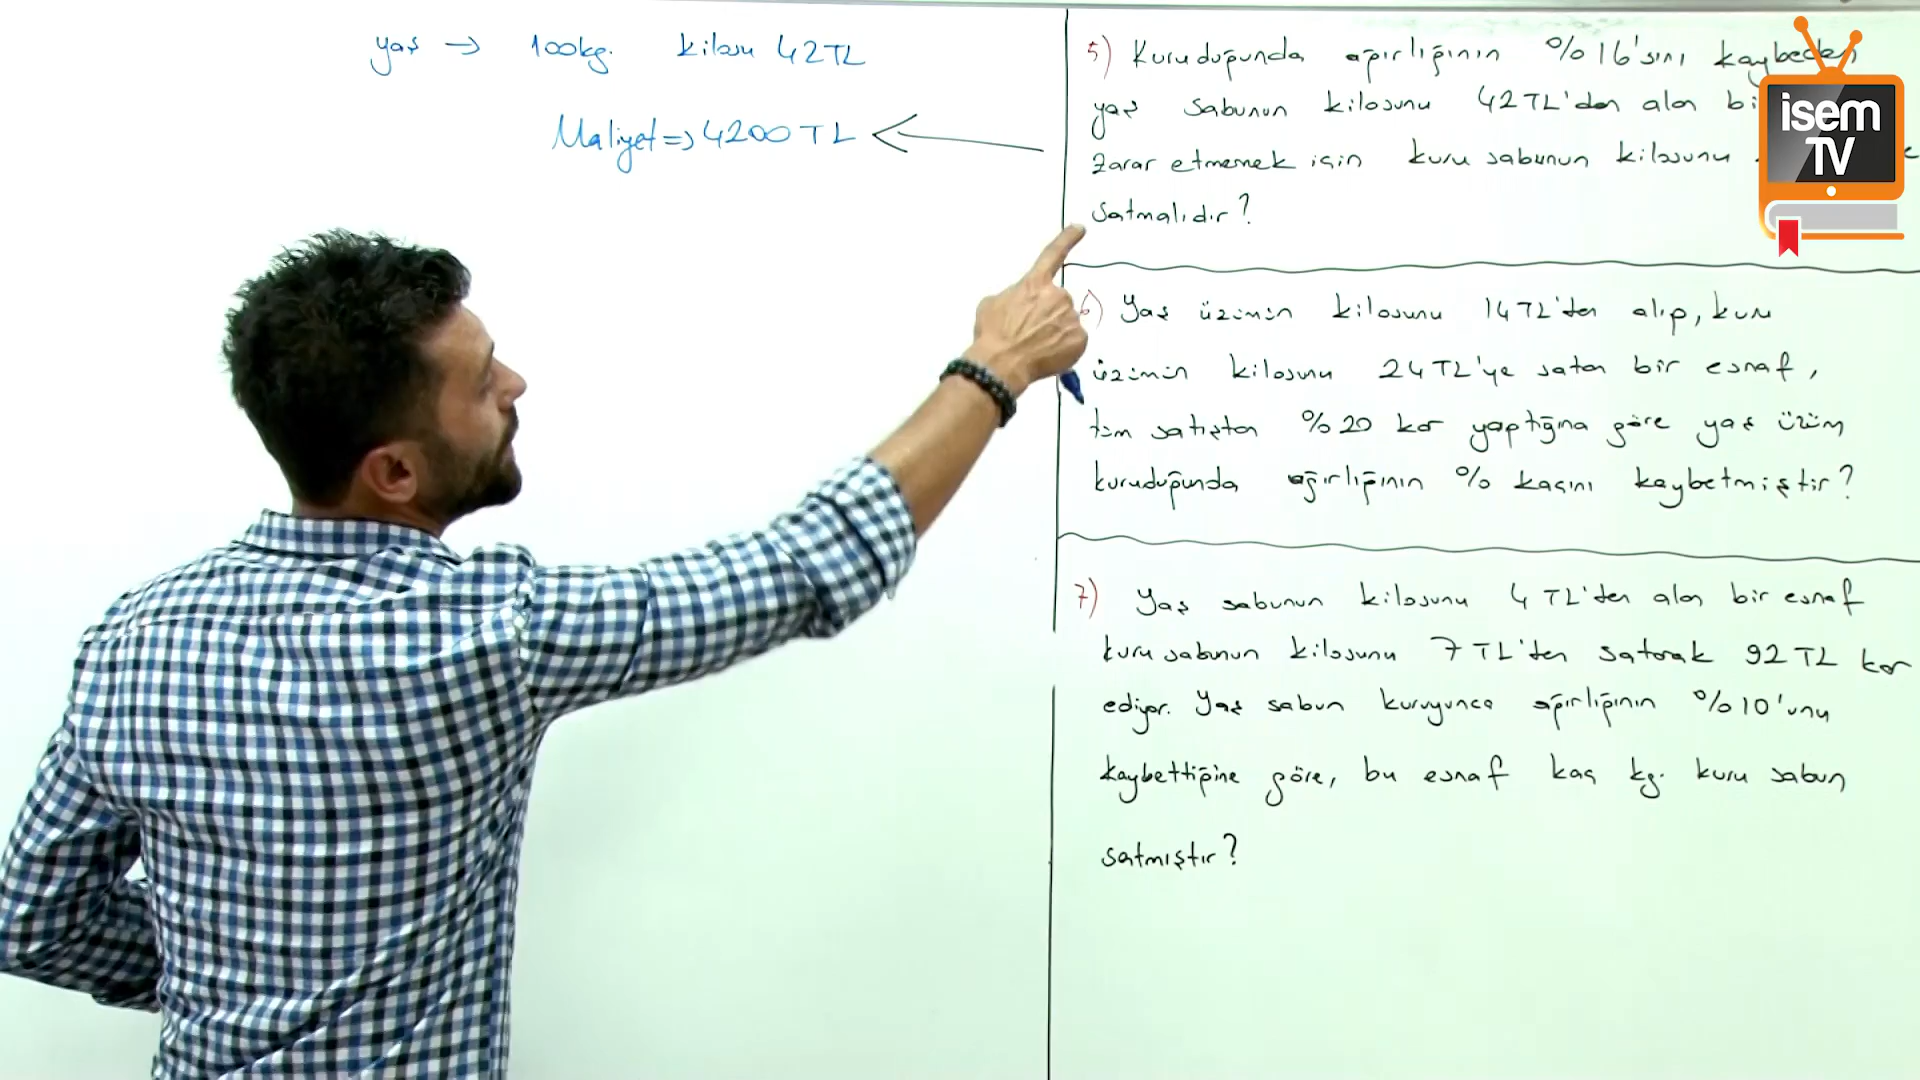 yaş → 100kg. kilosu 42TL
Maliyet ⇒ 4200 TL
5) Kuruduğunda ağırlığının %16'sını kaybeden
yaş sabunun kilosunu 42TL'den alan bi
zarar etmemek için kuru sabunun kilosunu
satmalıdır?
6) Yaş üzümün kilosunu 14TL'den alıp, kuru
üzümün kilosunu 24TL'ye satan bir esnaf,
tüm satıştan %20 kar yaptığına göre yaş üzüm
kuruduğunda ağırlığının % kaçını kaybetmiştir?
7) Yaş sabunun kilosunu 4 TL'den alan bir esnaf
kuru sabunun kilosunu 7TL'den satarak 92TL kar
ediyor. Yaş sabun kuruyunca ağırlığının %10'unu
kaybettiğine göre, bu esnaf kaç kg. kuru sabun
satmıştır?
isem
TV